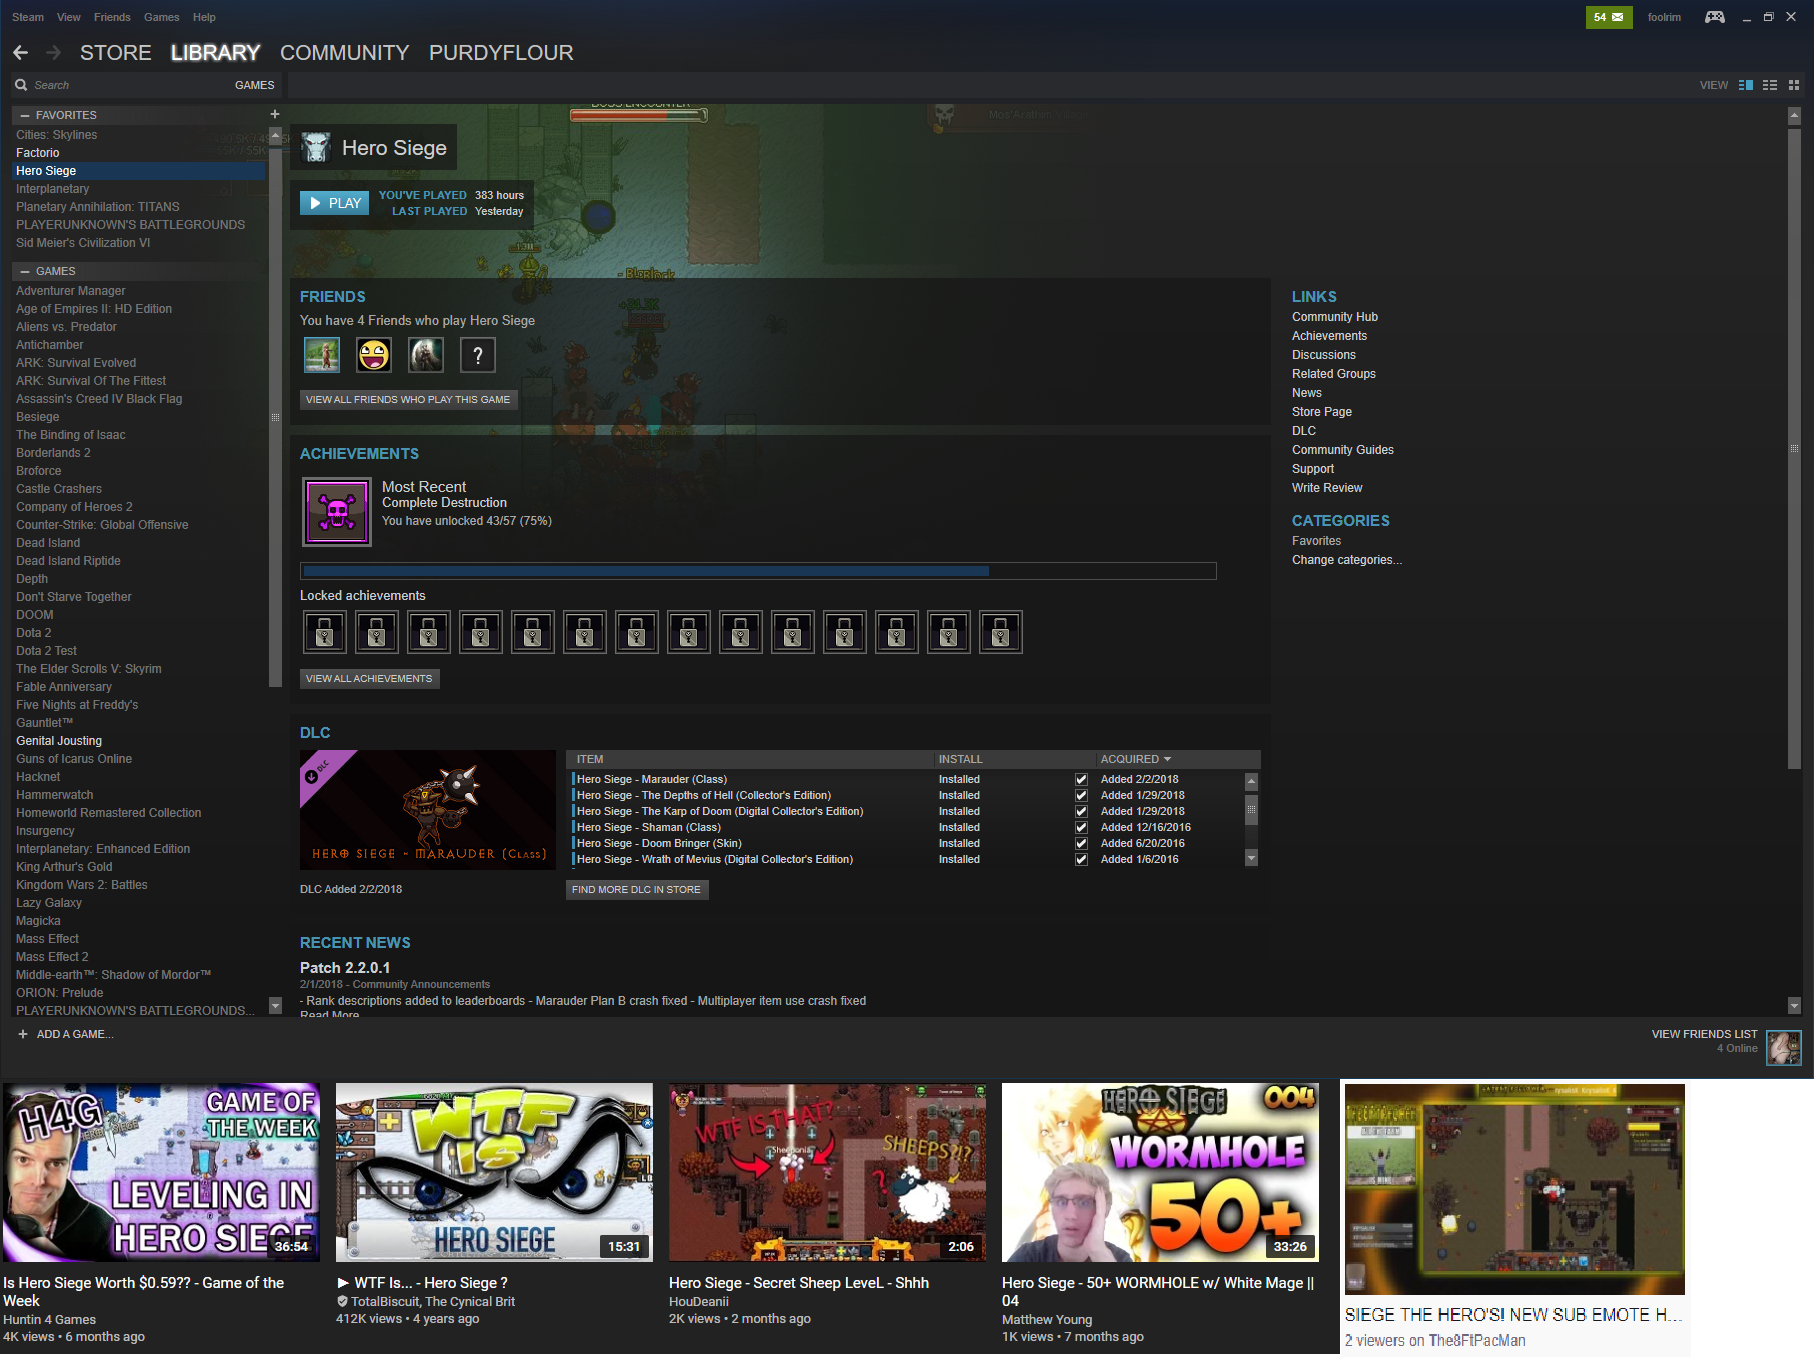 Steam View Friends Games Help
54
foolrim
STORE LIBRARY COMMUNITY PURDYFLOUR
Search GAMES
VIEW
FAVORITES
Cities: Skylines
Factorio
Hero Siege
Interplanetary
Planetary Annihilation: TITANS
PLAYERUNKNOWN'S BATTLEGROUNDS
Sid Meier's Civilization VI
GAMES
Adventurer Manager
Age of Empires II: HD Edition
Aliens vs. Predator
Antichamber
ARK: Survival Evolved
ARK: Survival Of The Fittest
Assassin's Creed IV Black Flag
Besiege
The Binding of Isaac
Borderlands 2
Broforce
Castle Crashers
Company of Heroes 2
Counter-Strike: Global Offensive
Dead Island
Dead Island Riptide
Depth
Don't Starve Together
DOOM
Dota 2
Dota 2 Test
The Elder Scrolls V: Skyrim
Fable Anniversary
Five Nights at Freddy's
Gauntlet™
Genital Jousting
Guns of Icarus Online
Hacknet
Hammerwatch
Homeworld Remastered Collection
Insurgency
Interplanetary: Enhanced Edition
King Arthur's Gold
Kingdom Wars 2: Battles
Lazy Galaxy
Magicka
Mass Effect
Mass Effect 2
Middle-earth™: Shadow of Mordor™
ORION: Prelude
PLAYERUNKNOWN'S BATTLEGROUNDS...
ADD A GAME...
BOSS ENCOUNTER
Hero Siege
PLAY
YOU'VE PLAYED 383 hours
LAST PLAYED Yesterday
FRIENDS
You have 4 Friends who play Hero Siege
?
VIEW ALL FRIENDS WHO PLAY THIS GAME
ACHIEVEMENTS
Most Recent
Complete Destruction
You have unlocked 43/57 (75%)
Locked achievements
VIEW ALL ACHIEVEMENTS
DLC
DLC
HERO SIEGE - MARAUDER (CLASS)
DLC Added 2/2/2018
ITEM INSTALL ACQUIRED
Hero Siege - Marauder (Class) Installed Added 2/2/2018
Hero Siege - The Depths of Hell (Collector's Edition) Installed Added 1/29/2018
Hero Siege - The Karp of Doom (Digital Collector's Edition) Installed Added 1/29/2018
Hero Siege - Shaman (Class) Installed Added 12/16/2016
Hero Siege - Doom Bringer (Skin) Installed Added 6/20/2016
Hero Siege - Wrath of Mevius (Digital Collector's Edition) Installed Added 1/6/2016
FIND MORE DLC IN STORE
RECENT NEWS
Patch 2.2.0.1
2/1/2018 - Community Announcements
- Rank descriptions added to leaderboards - Marauder Plan B crash fixed - Multiplayer item use crash fixed
Read More
LINKS
Community Hub
Achievements
Discussions
Related Groups
News
Store Page
DLC
Community Guides
Support
Write Review
CATEGORIES
Favorites
Change categories...
VIEW FRIENDS LIST
4 Online
H4G
GAME OF
THE WEEK
LEVELING IN
HERO SIEGE
36:54
Is Hero Siege Worth $0.59?? - Game of the
Week
Huntin 4 Games
4K views • 6 months ago
WTF
IS
HERO SIEGE
15:31
► WTF Is... - Hero Siege ?
TotalBiscuit, The Cynical Brit
412K views • 4 years ago
WTF IS THAT?
SHEEPS?!?
2:06
Hero Siege - Secret Sheep LeveL - Shhh
HouDeanii
2K views • 2 months ago
HERO SIEGE 004
WORMHOLE
50+
33:26
Hero Siege - 50+ WORMHOLE w/ White Mage ||
04
Matthew Young
1K views • 7 months ago
SIEGE THE HERO'S! NEW SUB EMOTE H...
2 viewers on The8FtPacMan